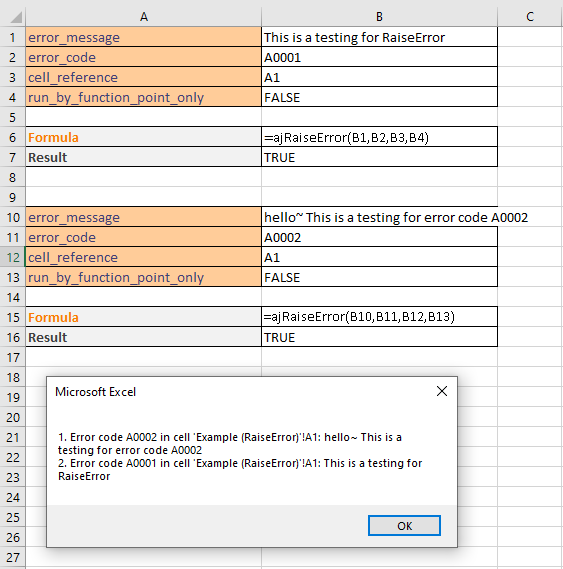 A B C
1 error_message This is a testing for RaiseError
2 error_code A0001
3 cell_reference A1
4 run_by_function_point_only FALSE
5
6 Formula =ajRaiseError(B1,B2,B3,B4)
7 Result TRUE
8
9
10 error_message hello~ This is a testing for error code A0002
11 error_code A0002
12 cell_reference A1
13 run_by_function_point_only FALSE
14
15 Formula =ajRaiseError(B10,B11,B12,B13)
16 Result TRUE
17
18
19 Microsoft Excel
20
21 1. Error code A0002 in cell 'Example (RaiseError)'!A1: hello~ This is a
22 testing for error code A0002
2. Error code A0001 in cell 'Example (RaiseError)'!A1: This is a testing for
23 RaiseError
24
25
OK
26
27